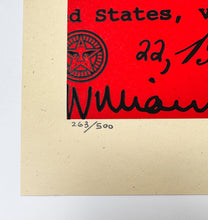 d States, v
22, 1
William
263/500